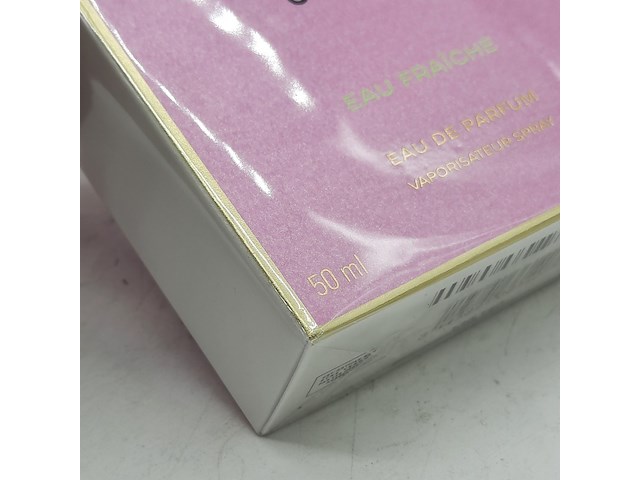 EAU FRAÎCHE
EAU DE PARFUM
VAPORISATEUR SPRAY
50 ml